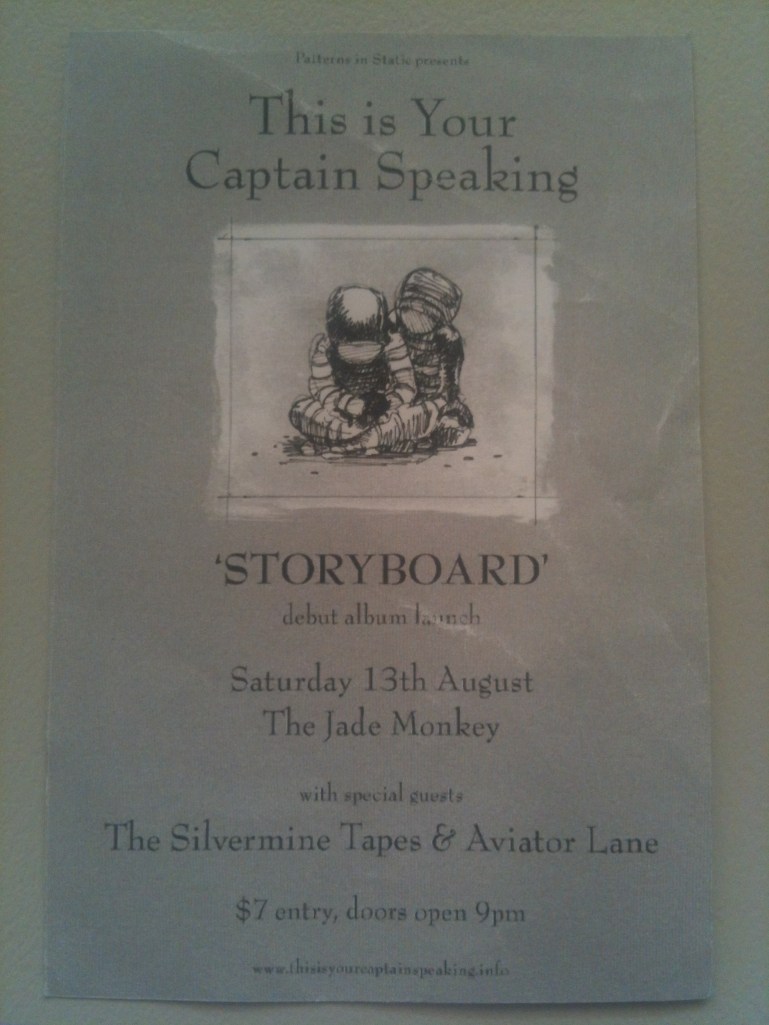 Patterns in Static presents
This is Your
Captain Speaking
‘STORYBOARD’
debut album launch
Saturday 13th August
The Jade Monkey
with special guests
The Silvermine Tapes & Aviator Lane
$7 entry, doors open 9pm
www.thisisyourcaptainspeaking.info